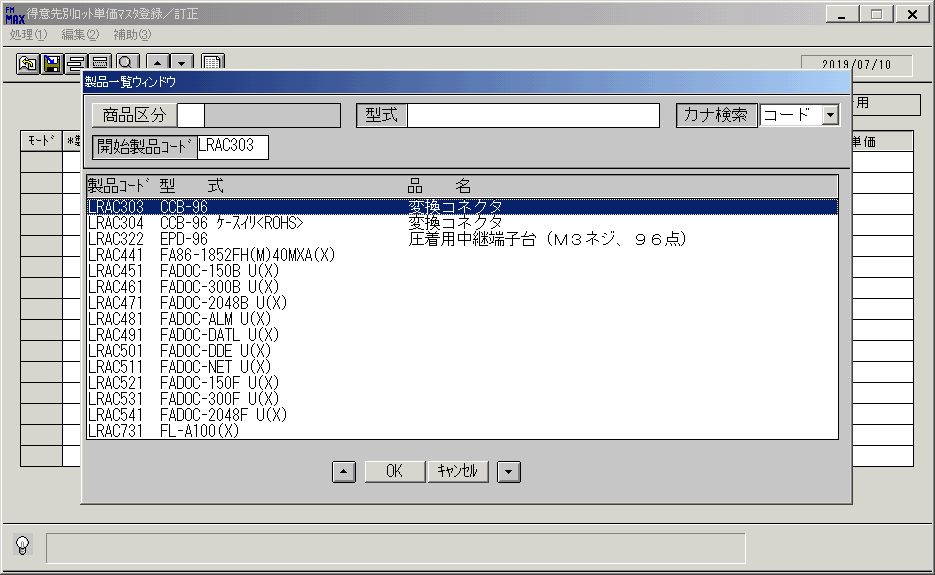 FM MAX 得意先別ﾛｯﾄ単価ﾏｽﾀ登録／訂正
処理(1) 編集(2) 補助(3)
2019/07/10
製品一覧ｳｨﾝﾄﾞｳ
商品区分 型式 カナ検索 コード
用
開始製品ｺｰﾄﾞ LRAC303
ﾓｰﾄﾞ *製 単価
製品ｺｰﾄﾞ 型 式 品 名
LRAC303 CCB-96 変換コネクタ
LRAC304 CCB-96 ｹｰｽｲﾘ<ROHS> 変換コネクタ
LRAC322 EPD-96 圧着用中継端子台（Ｍ３ネジ、９６点）
LRAC441 FA86-1852FH(M)40MXA(X)
LRAC451 FADOC-150B U(X)
LRAC461 FADOC-300B U(X)
LRAC471 FADOC-2048B U(X)
LRAC481 FADOC-ALM U(X)
LRAC491 FADOC-DATL U(X)
LRAC501 FADOC-DDE U(X)
LRAC511 FADOC-NET U(X)
LRAC521 FADOC-150F U(X)
LRAC531 FADOC-300F U(X)
LRAC541 FADOC-2048F U(X)
LRAC731 FL-A100(X)
OK ｷｬﾝｾﾙ